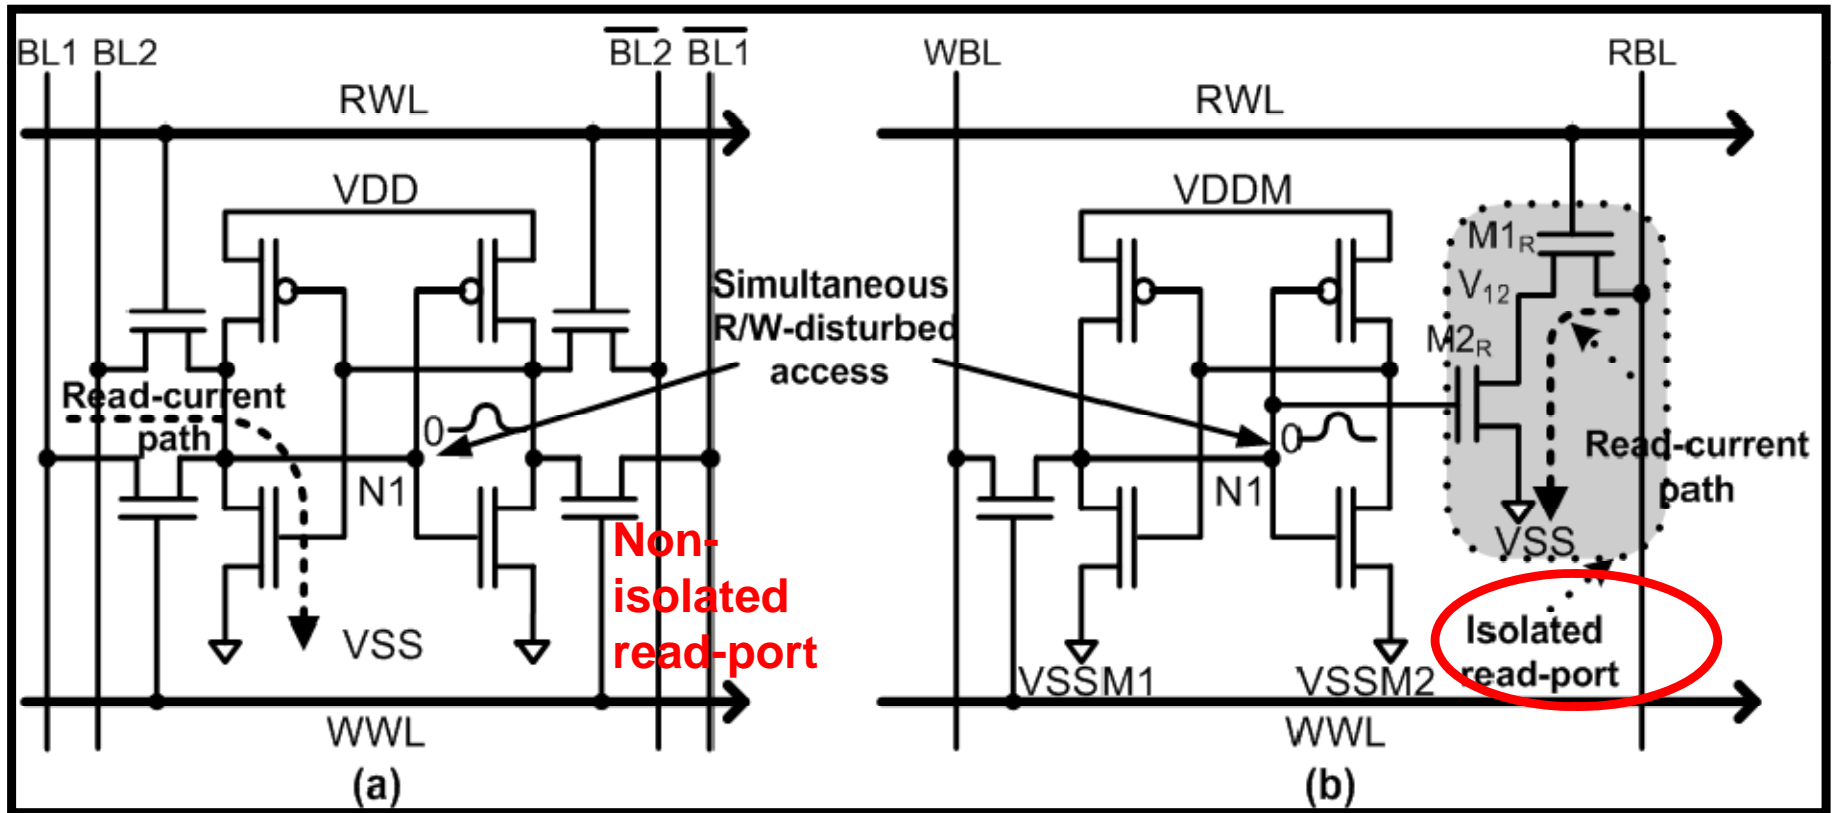 BL1 BL2
BL2 BL1
RWL
VDD
Simultaneous
R/W-disturbed
access
Read-current
path
0
N1
VSS
Non-
isolated
read-port
WWL
(a)
WBL
RBL
RWL
VDDM
M1R
V12
M2R
0
N1
Read-current
path
VSS
Isolated
read-port
VSSM1
VSSM2
WWL
(b)